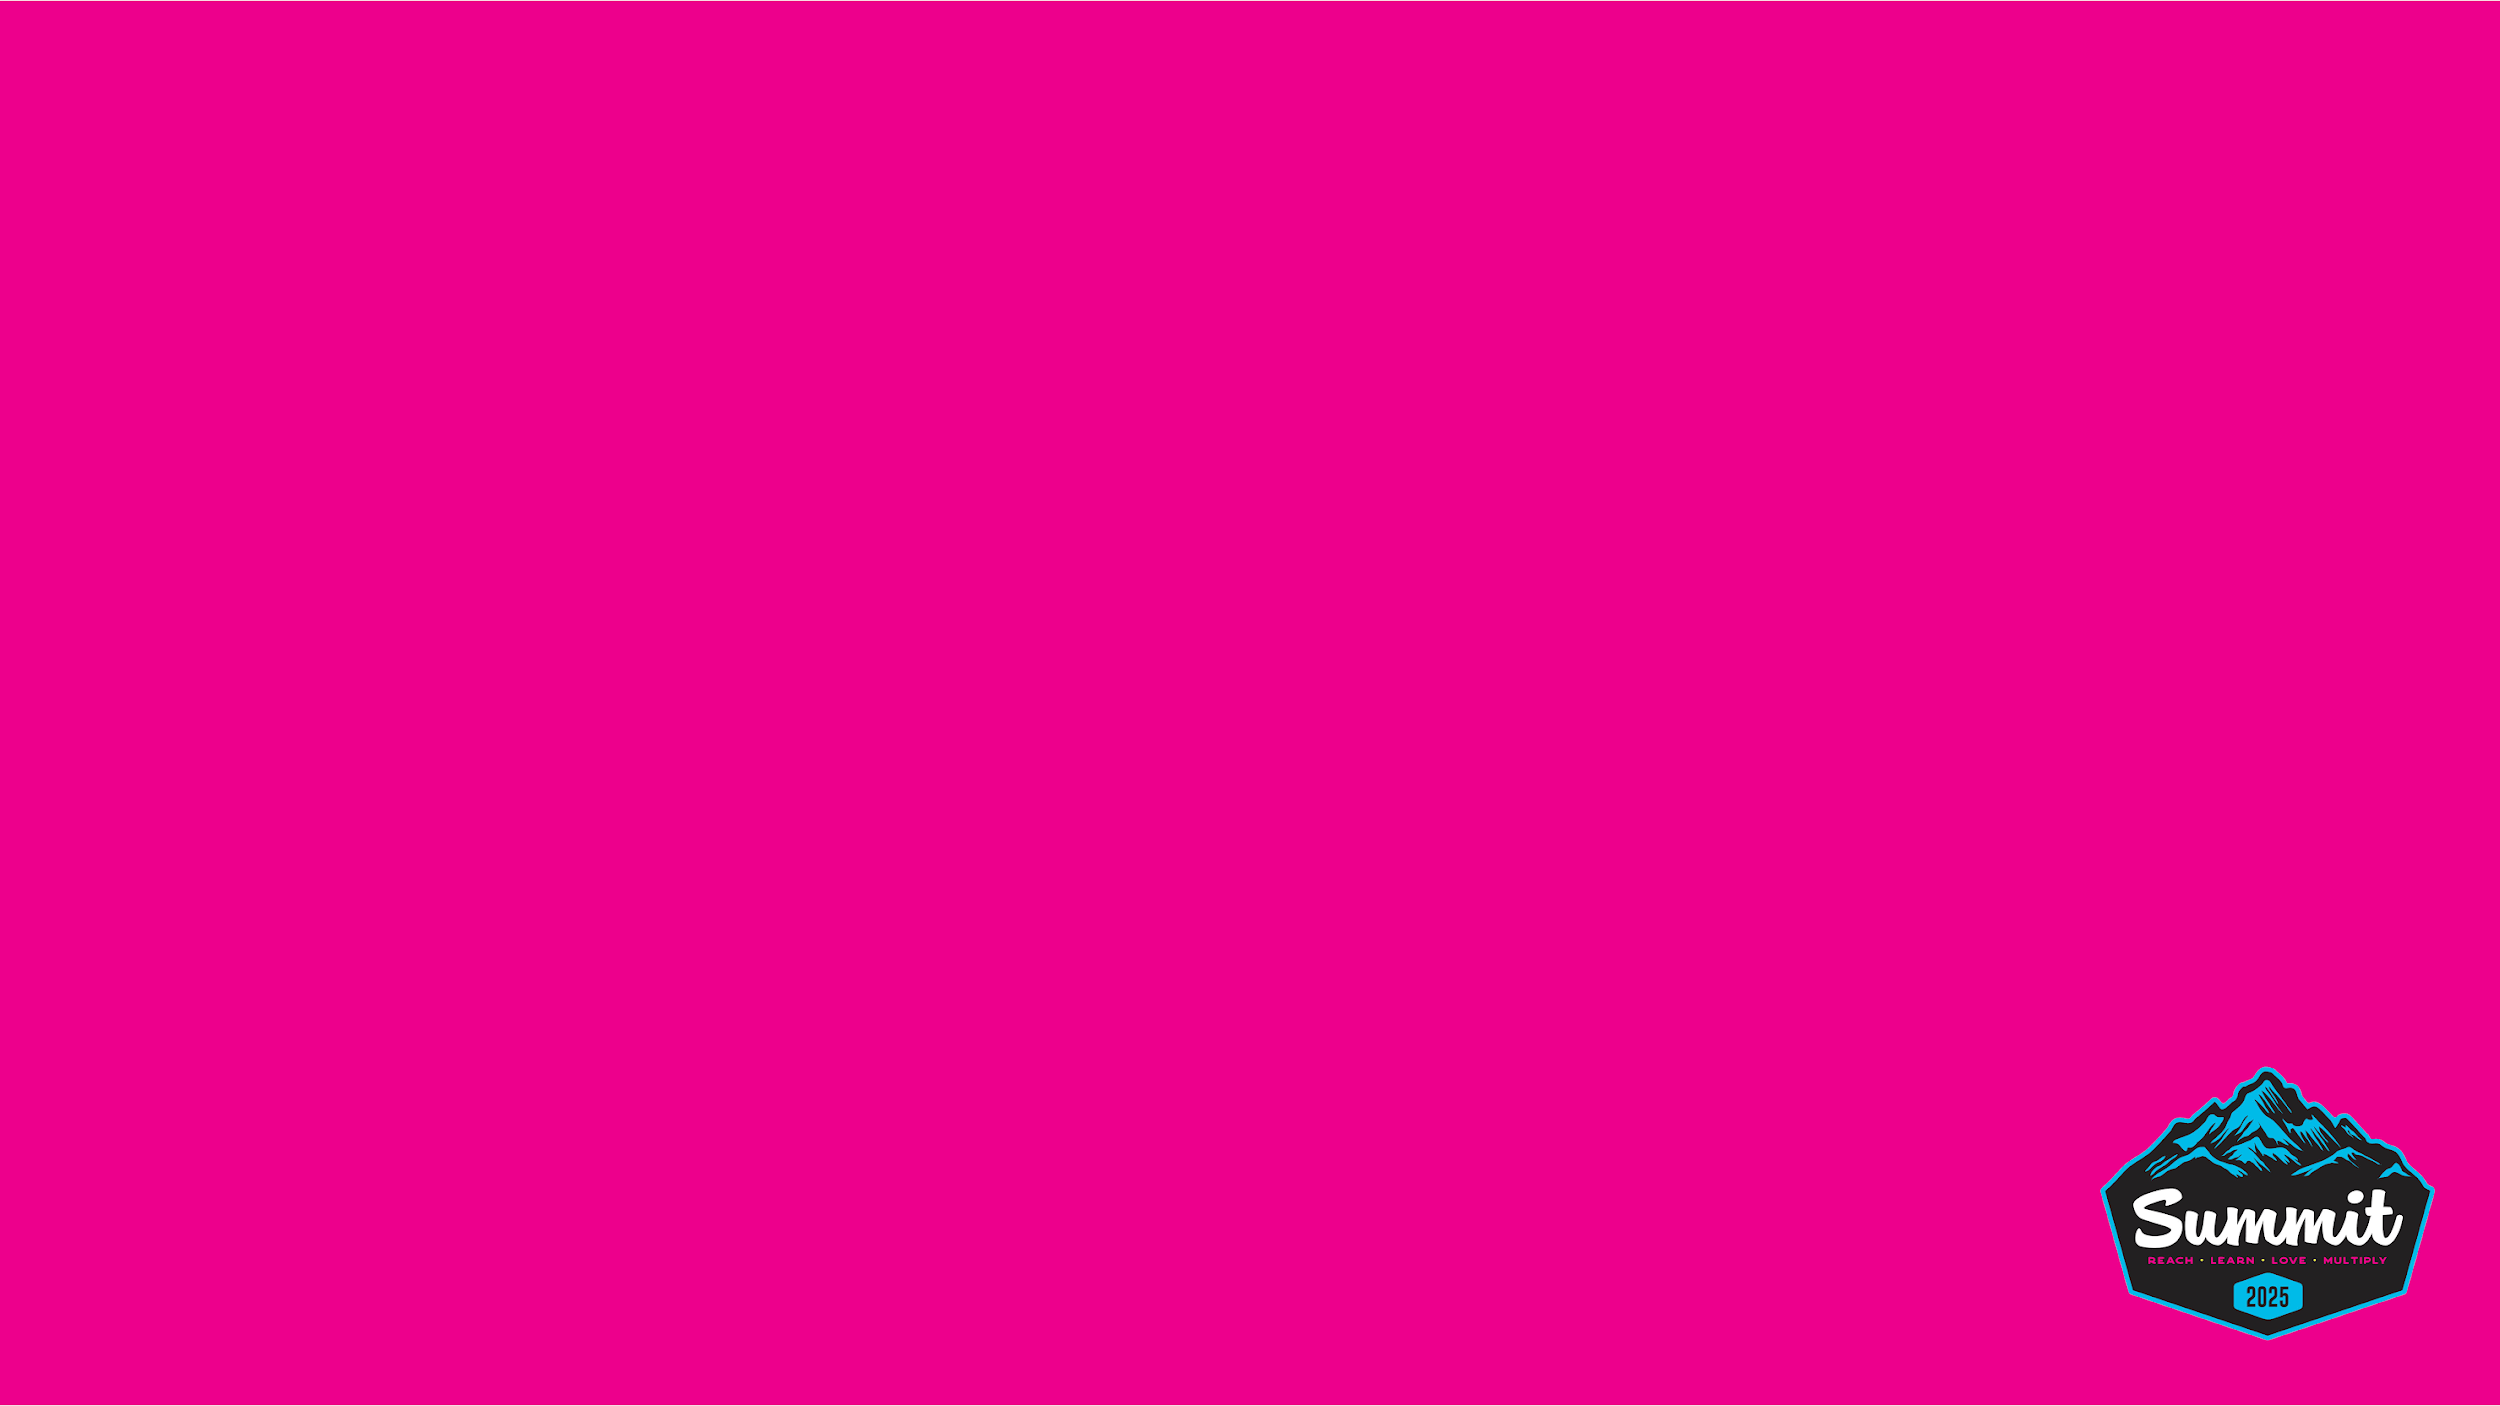 Summit
REACH • LEARN • LOVE • MULTIPLY
2025